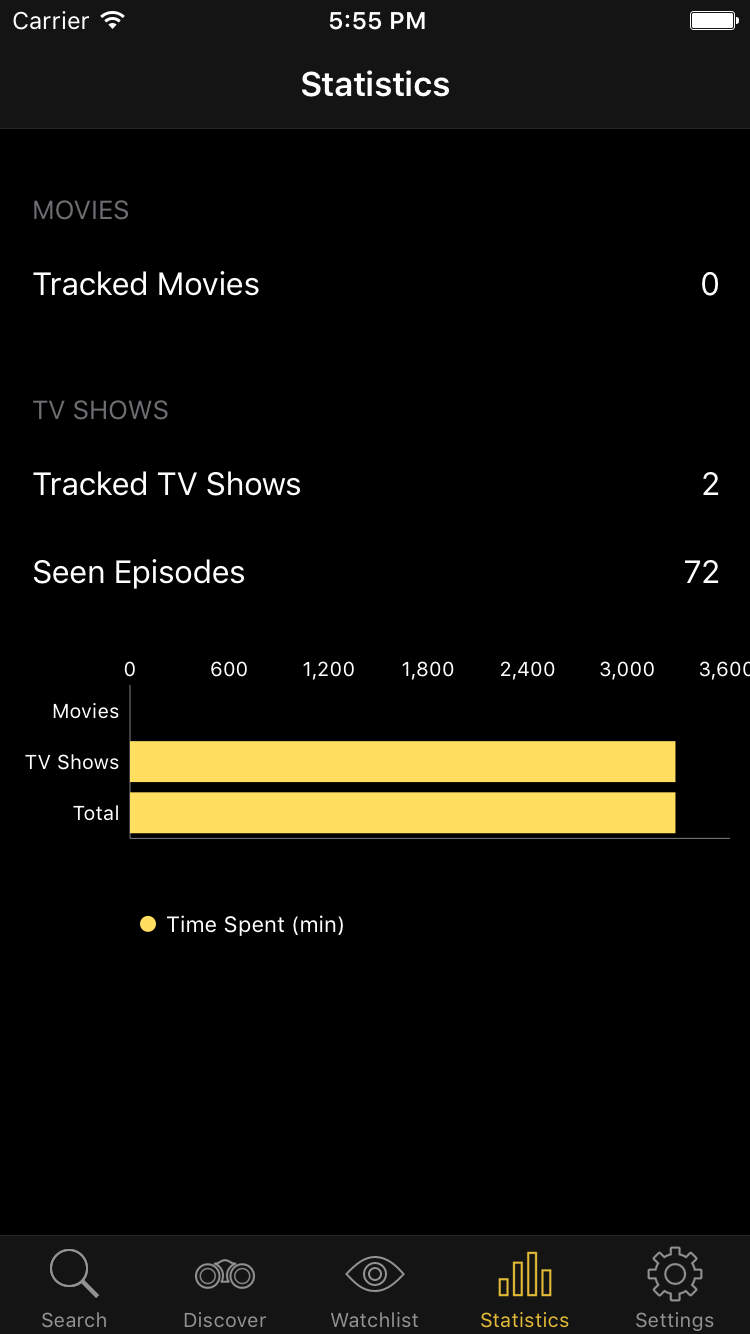 Carrier 5:55 PM
Statistics
MOVIES
Tracked Movies 0
TV SHOWS
Tracked TV Shows 2
Seen Episodes 72
0 600 1,200 1,800 2,400 3,000 3,600
Movies
TV Shows
Total
Time Spent (min)
Search Discover Watchlist Statistics Settings